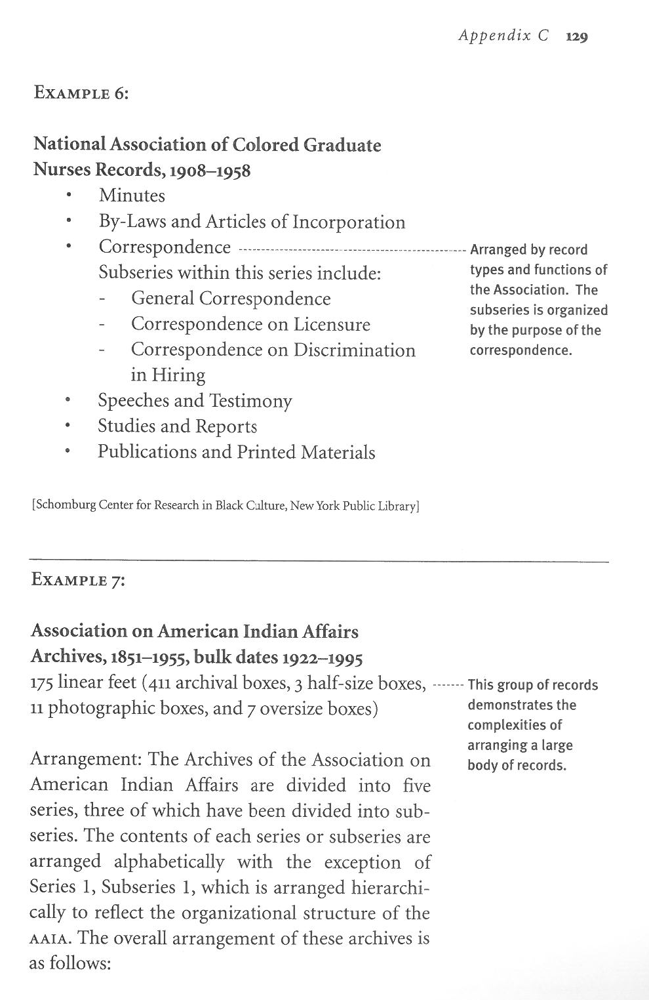 Appendix C 129
EXAMPLE 6:
National Association of Colored Graduate
Nurses Records, 1908–1958
• Minutes
• By-Laws and Articles of Incorporation
• Correspondence
Subseries within this series include:
- General Correspondence
- Correspondence on Licensure
- Correspondence on Discrimination
in Hiring
• Speeches and Testimony
• Studies and Reports
• Publications and Printed Materials
Arranged by record
types and functions of
the Association. The
subseries is organized
by the purpose of the
correspondence.
[Schomburg Center for Research in Black Culture, New York Public Library]
EXAMPLE 7:
Association on American Indian Affairs
Archives, 1851–1955, bulk dates 1922–1995
175 linear feet (411 archival boxes, 3 half-size boxes,
11 photographic boxes, and 7 oversize boxes)
This group of records
demonstrates the
complexities of
arranging a large
body of records.
Arrangement: The Archives of the Association on
American Indian Affairs are divided into five
series, three of which have been divided into sub-
series. The contents of each series or subseries are
arranged alphabetically with the exception of
Series 1, Subseries 1, which is arranged hierarchi-
cally to reflect the organizational structure of the
AAIA. The overall arrangement of these archives is
as follows: